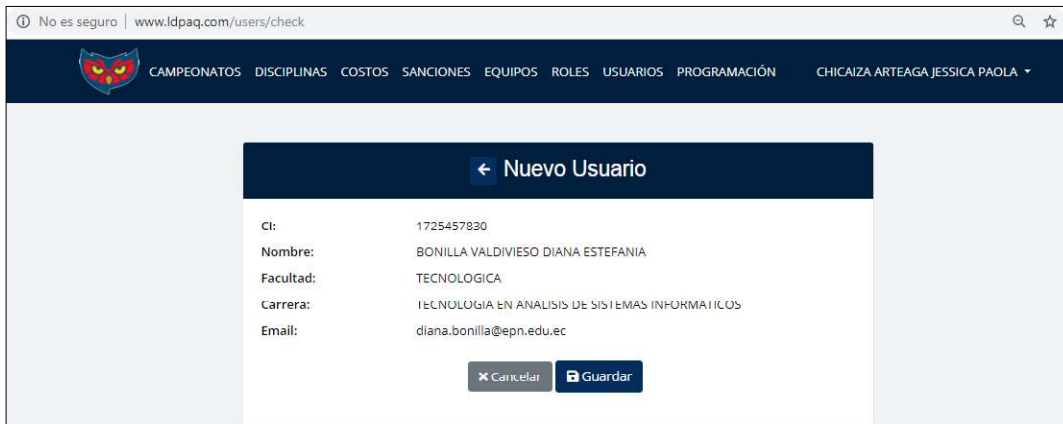 No es seguro | www.ldpaq.com/users/check
CAMPEONATOS DISCIPLINAS COSTOS SANCIONES EQUIPOS ROLES USUARIOS PROGRAMACIÓN CHICAIZA ARTEAGA JESSICA PAOLA
Nuevo Usuario
CI: 1725457830
Nombre: BONILLA VALDIVIESO DIANA ESTEFANIA
Facultad: TECNOLOGICA
Carrera: TECNOLOGIA EN ANALISIS DE SISTEMAS INFORMATICOS
Email: diana.bonilla@epn.edu.ec
Cancelar Guardar